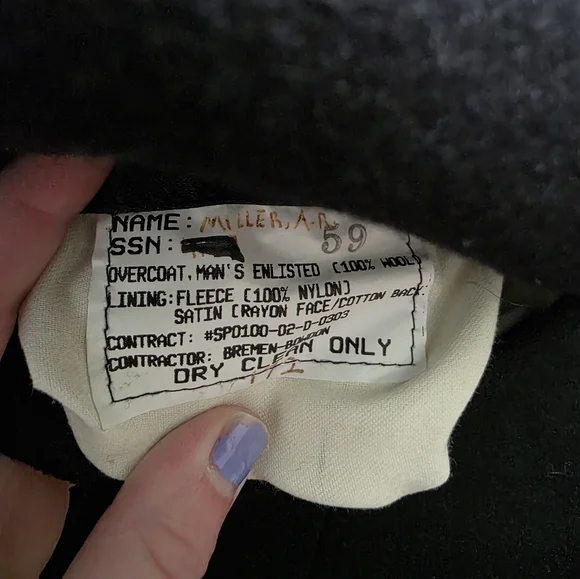 NAME: MILLER, A.R.
SSN:
59
OVERCOAT, MAN'S ENLISTED [100% WOOL]
LINING: FLEECE [100% NYLON]
SATIN [RAYON FACE/COTTON BACK]
CONTRACT: #SPO100-02-D-0303
CONTRACTOR: BREMEN-BOWDON
DRY CLEAN ONLY